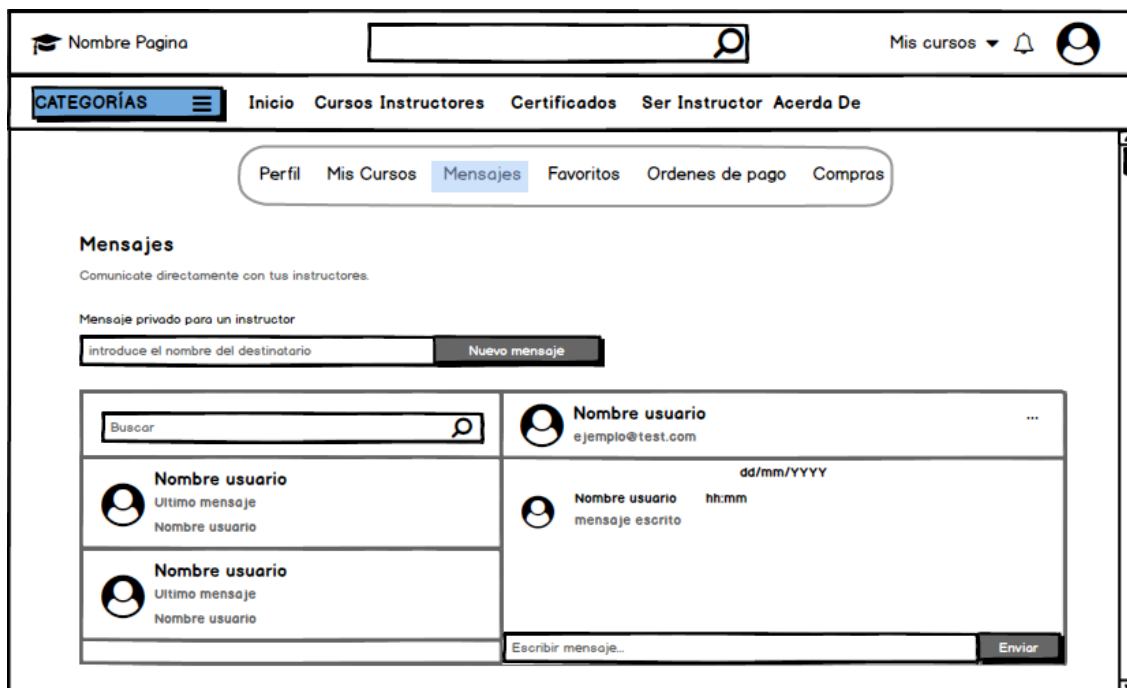 Nombre Pagina
Mis cursos
CATEGORÍAS
Inicio Cursos Instructores Certificados Ser Instructor Acerda De
Perfil Mis Cursos Mensajes Favoritos Ordenes de pago Compras
Mensajes
Comunicate directamente con tus instructores.
Mensaje privado para un instructor
introduce el nombre del destinatario
Nuevo mensaje
Buscar
Nombre usuario
Ultimo mensaje
Nombre usuario
Nombre usuario
Ultimo mensaje
Nombre usuario
Nombre usuario
...
ejemplo@test.com
dd/mm/YYYY
Nombre usuario hh:mm
mensaje escrito
Escribir mensaje...
Enviar